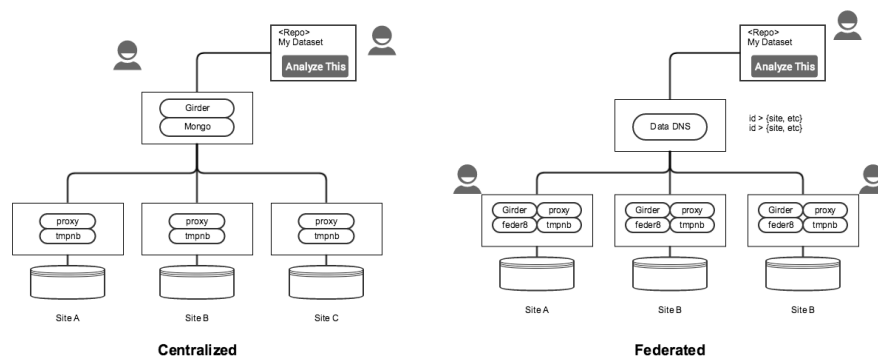 <Repo>
My Dataset
Analyze This
Girder
Mongo
proxy
tmpnb
proxy
tmpnb
proxy
tmpnb
Site A
Site B
Site C
Centralized
<Repo>
My Dataset
Analyze This
Data DNS
id > {site, etc}
id > {site, etc}
Girder proxy
feder8 tmpnb
Girder proxy
feder8 tmpnb
Girder proxy
feder8 tmpnb
Site A
Site B
Site B
Federated